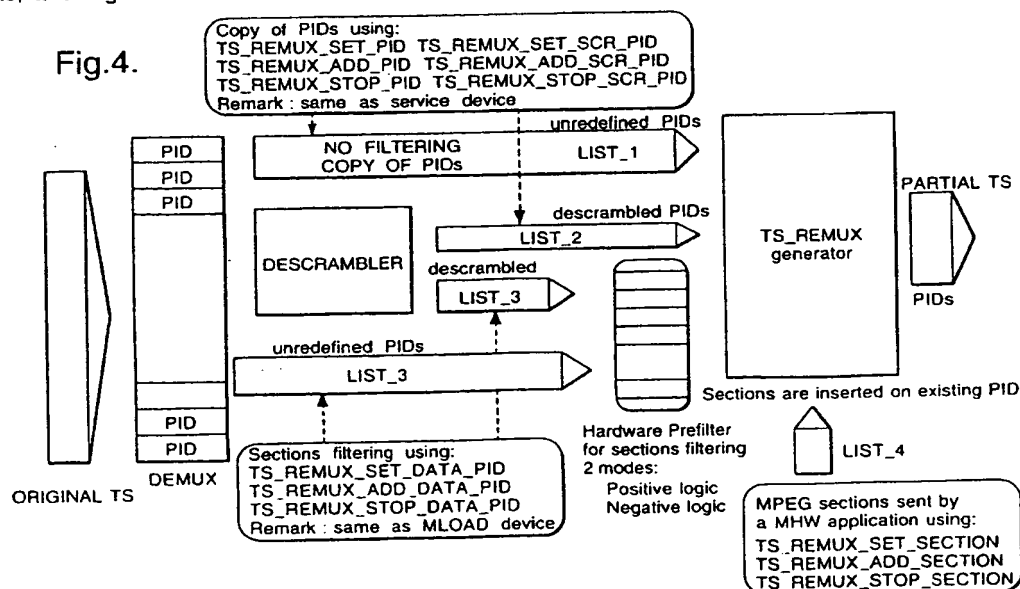 Fig.4.
Copy of PIDs using:
TS_REMUX_SET_PID TS_REMUX_SET_SCR_PID
TS_REMUX_ADD_PID TS_REMUX_ADD_SCR_PID
TS_REMUX_STOP_PID TS_REMUX_STOP_SCR_PID
Remark : same as service device
unredefined PIDs
NO FILTERING
COPY OF PIDs
LIST_1
PID
PID
PID
PARTIAL TS
descrambled PIDs
LIST_2
TS_REMUX
generator
DESCRAMBLER
descrambled
LIST_3
PIDs
unredefined PIDs
LIST_3
Sections are inserted on existing PID
PID
PID
DEMUX
ORIGINAL TS
Sections filtering using:
TS_REMUX_SET_DATA_PID
TS_REMUX_ADD_DATA_PID
TS_REMUX_STOP_DATA_PID
Remark : same as MLOAD device
Hardware Prefilter
for sections filtering
2 modes:
Positive logic
Negative logic
LIST_4
MPEG sections sent by
a MHW application using:
TS_REMUX_SET_SECTION
TS_REMUX_ADD_SECTION
TS_REMUX_STOP_SECTION